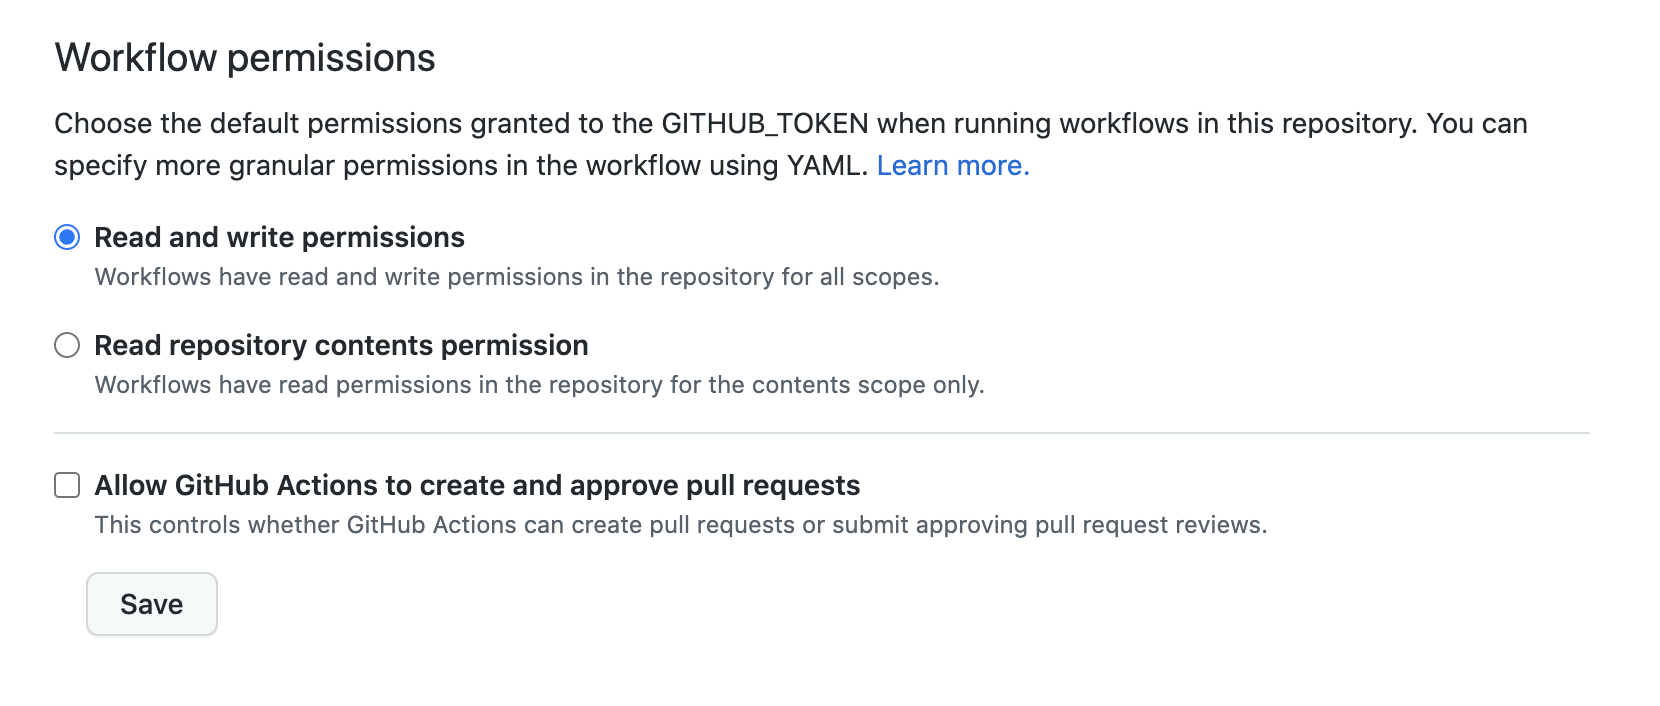 Workflow permissions
Choose the default permissions granted to the GITHUB_TOKEN when running workflows in this repository. You can
specify more granular permissions in the workflow using YAML. Learn more.
Read and write permissions
Workflows have read and write permissions in the repository for all scopes.
Read repository contents permission
Workflows have read permissions in the repository for the contents scope only.
Allow GitHub Actions to create and approve pull requests
This controls whether GitHub Actions can create pull requests or submit approving pull request reviews.
Save